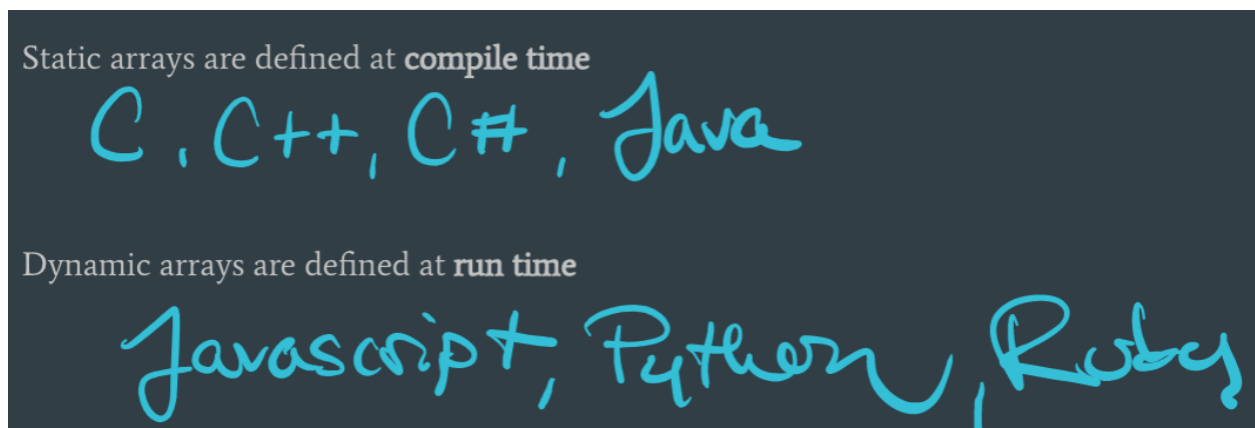 Static arrays are defined at compile time
C, C++, C#, Java
Dynamic arrays are defined at run time
Javascript, Python, Ruby